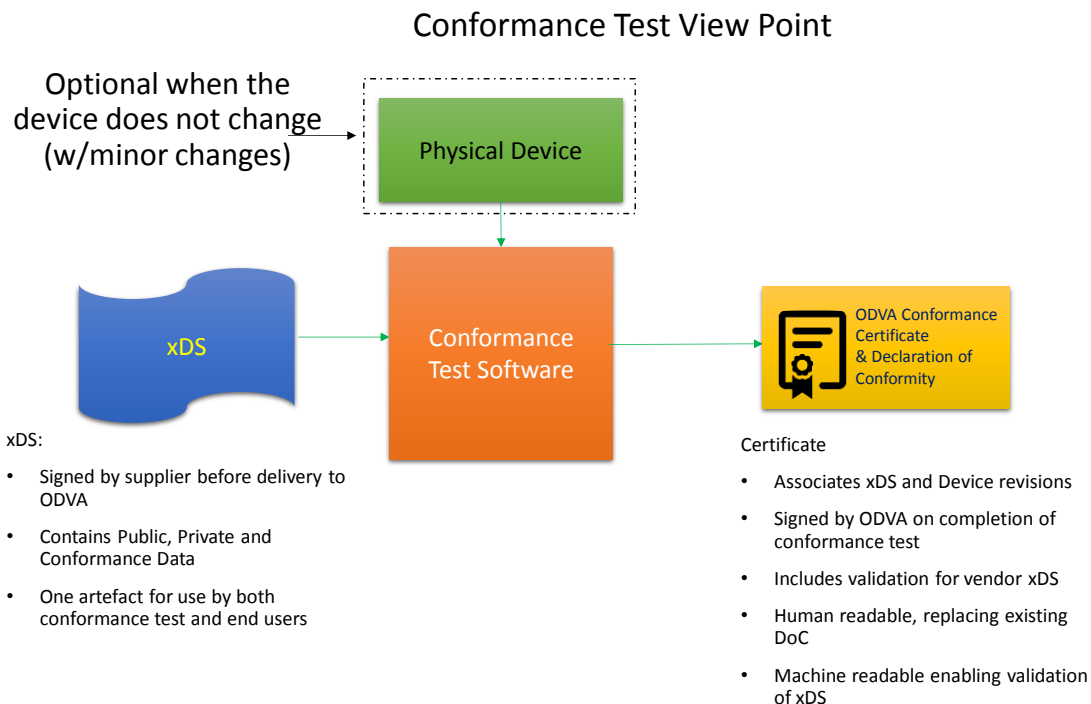 Conformance Test View Point
Optional when the
device does not change
(w/minor changes)
Physical Device
xDS
Conformance
Test Software
ODVA Conformance
Certificate
& Declaration of
Conformity
xDS:
• Signed by supplier before delivery to
ODVA
• Contains Public, Private and
Conformance Data
• One artefact for use by both
conformance test and end users
Certificate
• Associates xDS and Device revisions
• Signed by ODVA on completion of
conformance test
• Includes validation for vendor xDS
• Human readable, replacing existing
DoC
• Machine readable enabling validation
of xDS